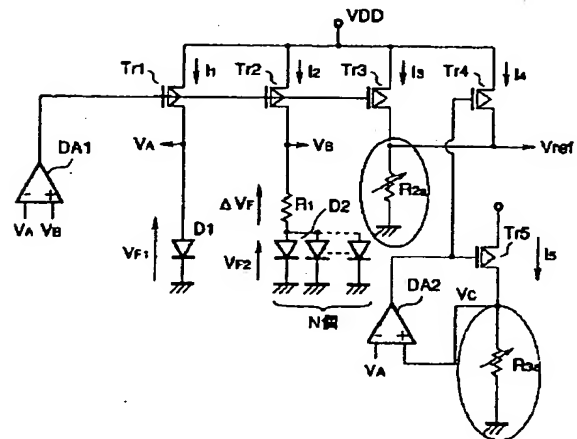 VDD
Tr1 I1 Tr2 I2 Tr3 I3 Tr4 I4
VA VB Vref
DA1
- +
VA VB
ΔVF R1 D2 R2a
VF1 D1 VF2
Tr5 I5
N個
DA2 VC
- +
VA R3a